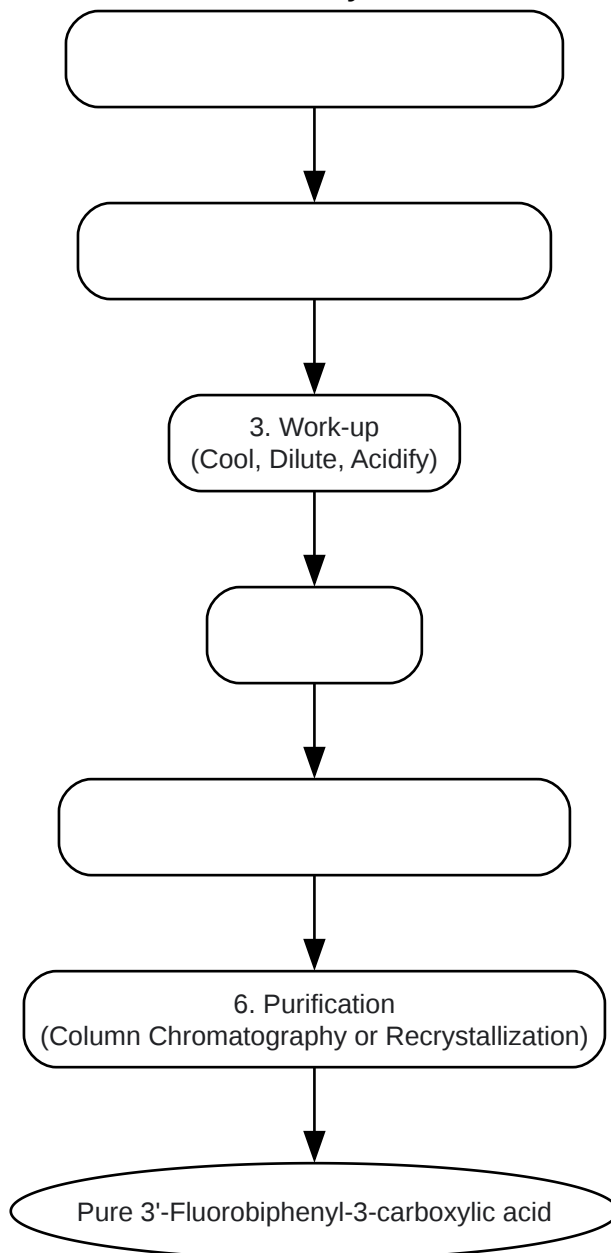 3. Work-up
(Cool, Dilute, Acidify)
6. Purification
(Column Chromatography or Recrystallization)
Pure 3'-Fluorobiphenyl-3-carboxylic acid